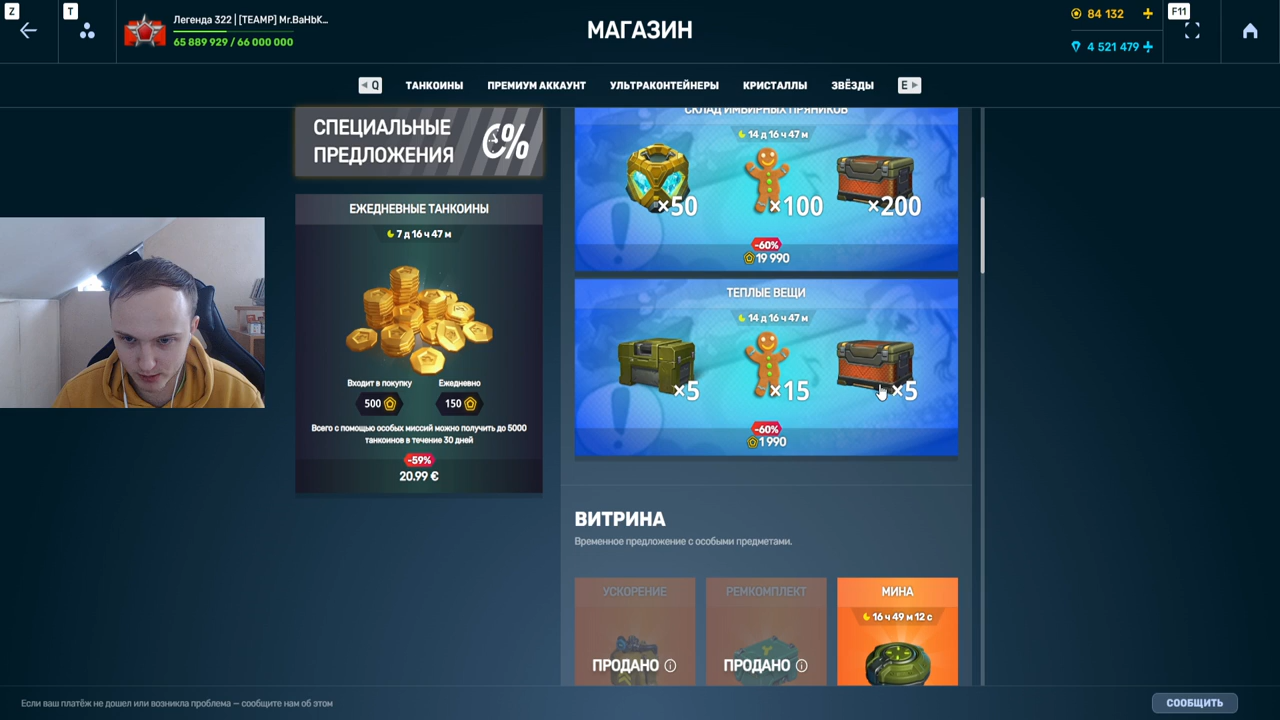 Z
T
Легенда 322 | [TEAMP] Mr.BaHbK...
65 889 929 / 66 000 000
МАГАЗИН
84 132
4 521 479
F11
Q
ТАНКОИНЫ
ПРЕМИУМ АККАУНТ
УЛЬТРАКОНТЕЙНЕРЫ
КРИСТАЛЛЫ
ЗВЁЗДЫ
E
СПЕЦИАЛЬНЫЕ
ПРЕДЛОЖЕНИЯ
%
ЕЖЕДНЕВНЫЕ ТАНКОИНЫ
7 д 16 ч 47 м
Входит в покупку
Ежедневно
500
150
Всего с помощью особых миссий можно получить до 5000
танкоинов в течение 30 дней
-59%
20.99 €
СКЛАД ИМБИРНЫХ ПРЯНИКОВ
14 д 16 ч 47 м
×50
×100
×200
-60%
19 990
ТЕПЛЫЕ ВЕЩИ
14 д 16 ч 47 м
×5
×15
×5
-60%
1 990
ВИТРИНА
Временное предложение с особыми предметами.
УСКОРЕНИЕ
ПРОДАНО
РЕМКОМПЛЕКТ
ПРОДАНО
МИНА
16 ч 49 м 12 с
Если ваш платёж не дошел или возникла проблема — сообщите нам об этом
СООБЩИТЬ